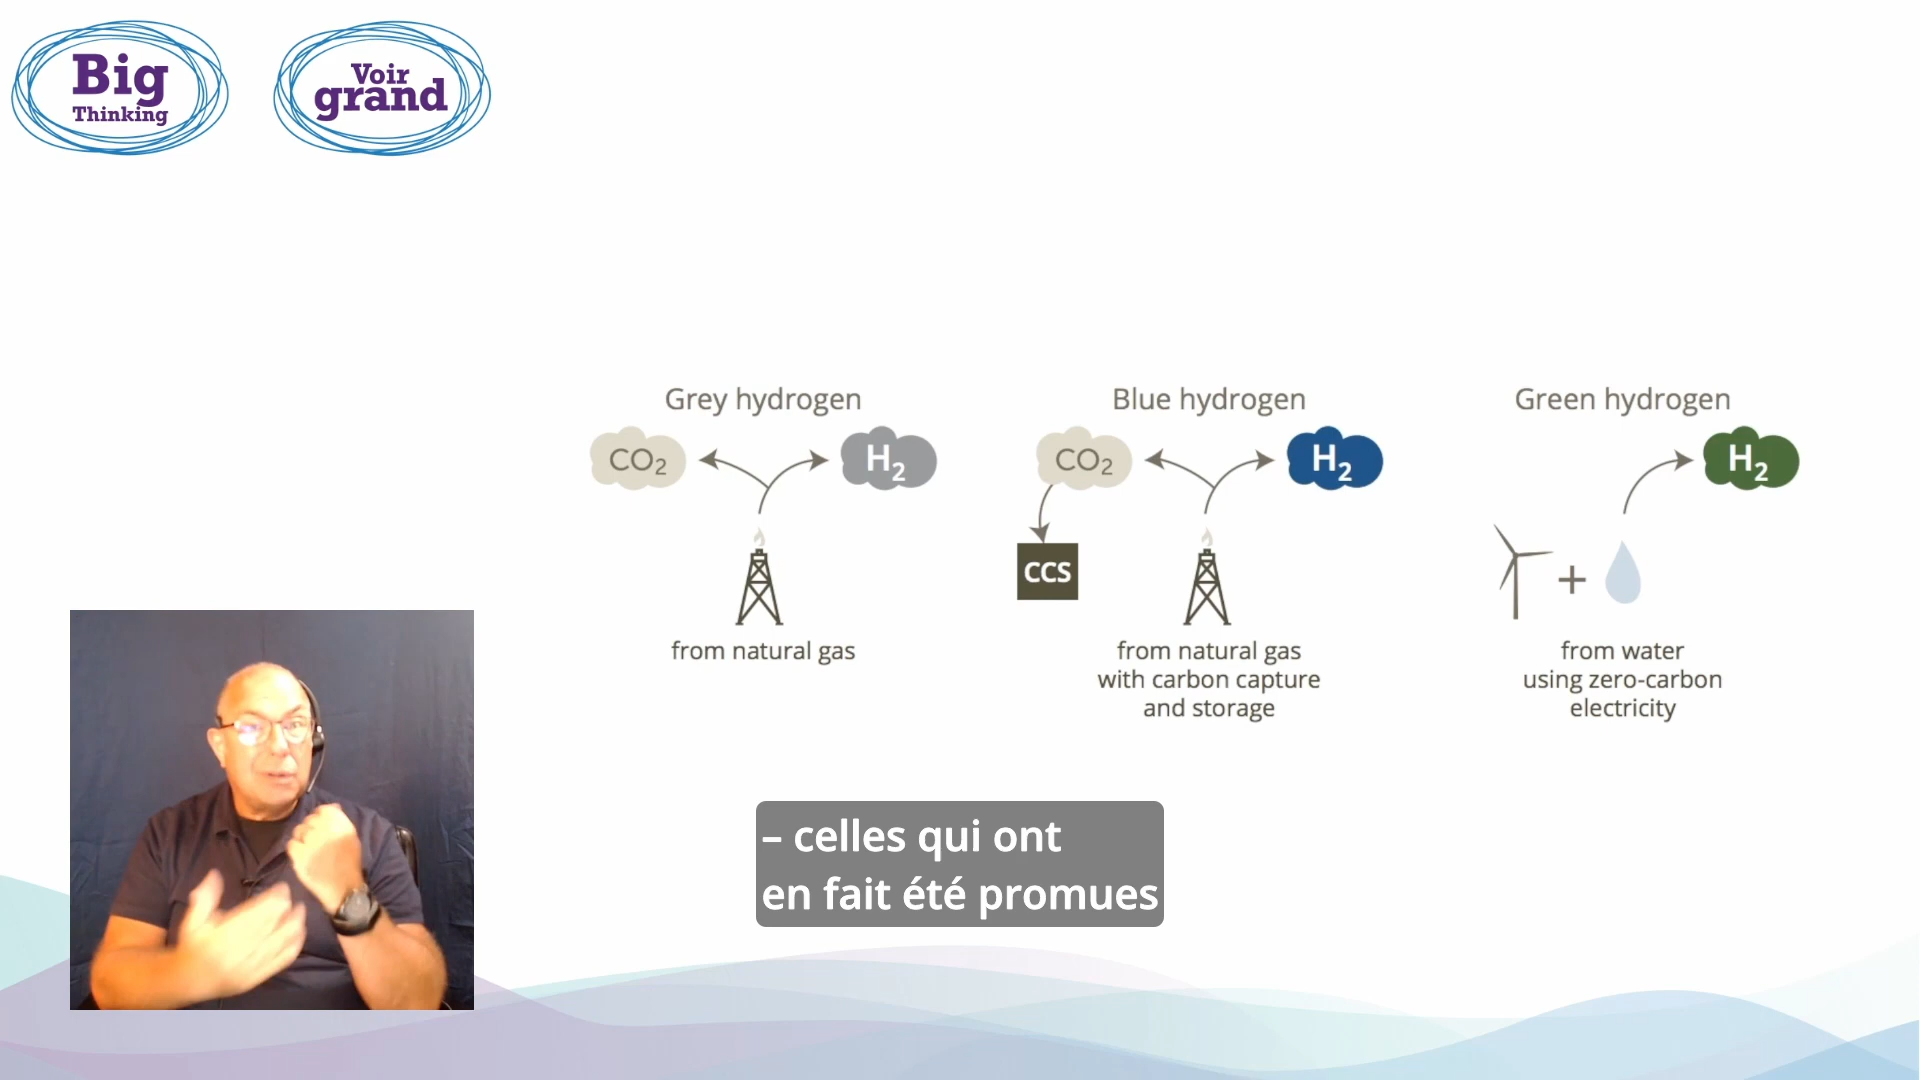 Big
Thinking
Voir
grand
Grey hydrogen
CO₂
H₂
from natural gas
Blue hydrogen
CO₂
H₂
CCS
from natural gas
with carbon capture
and storage
Green hydrogen
H₂
+
from water
using zero-carbon
electricity
– celles qui ont
en fait été promues